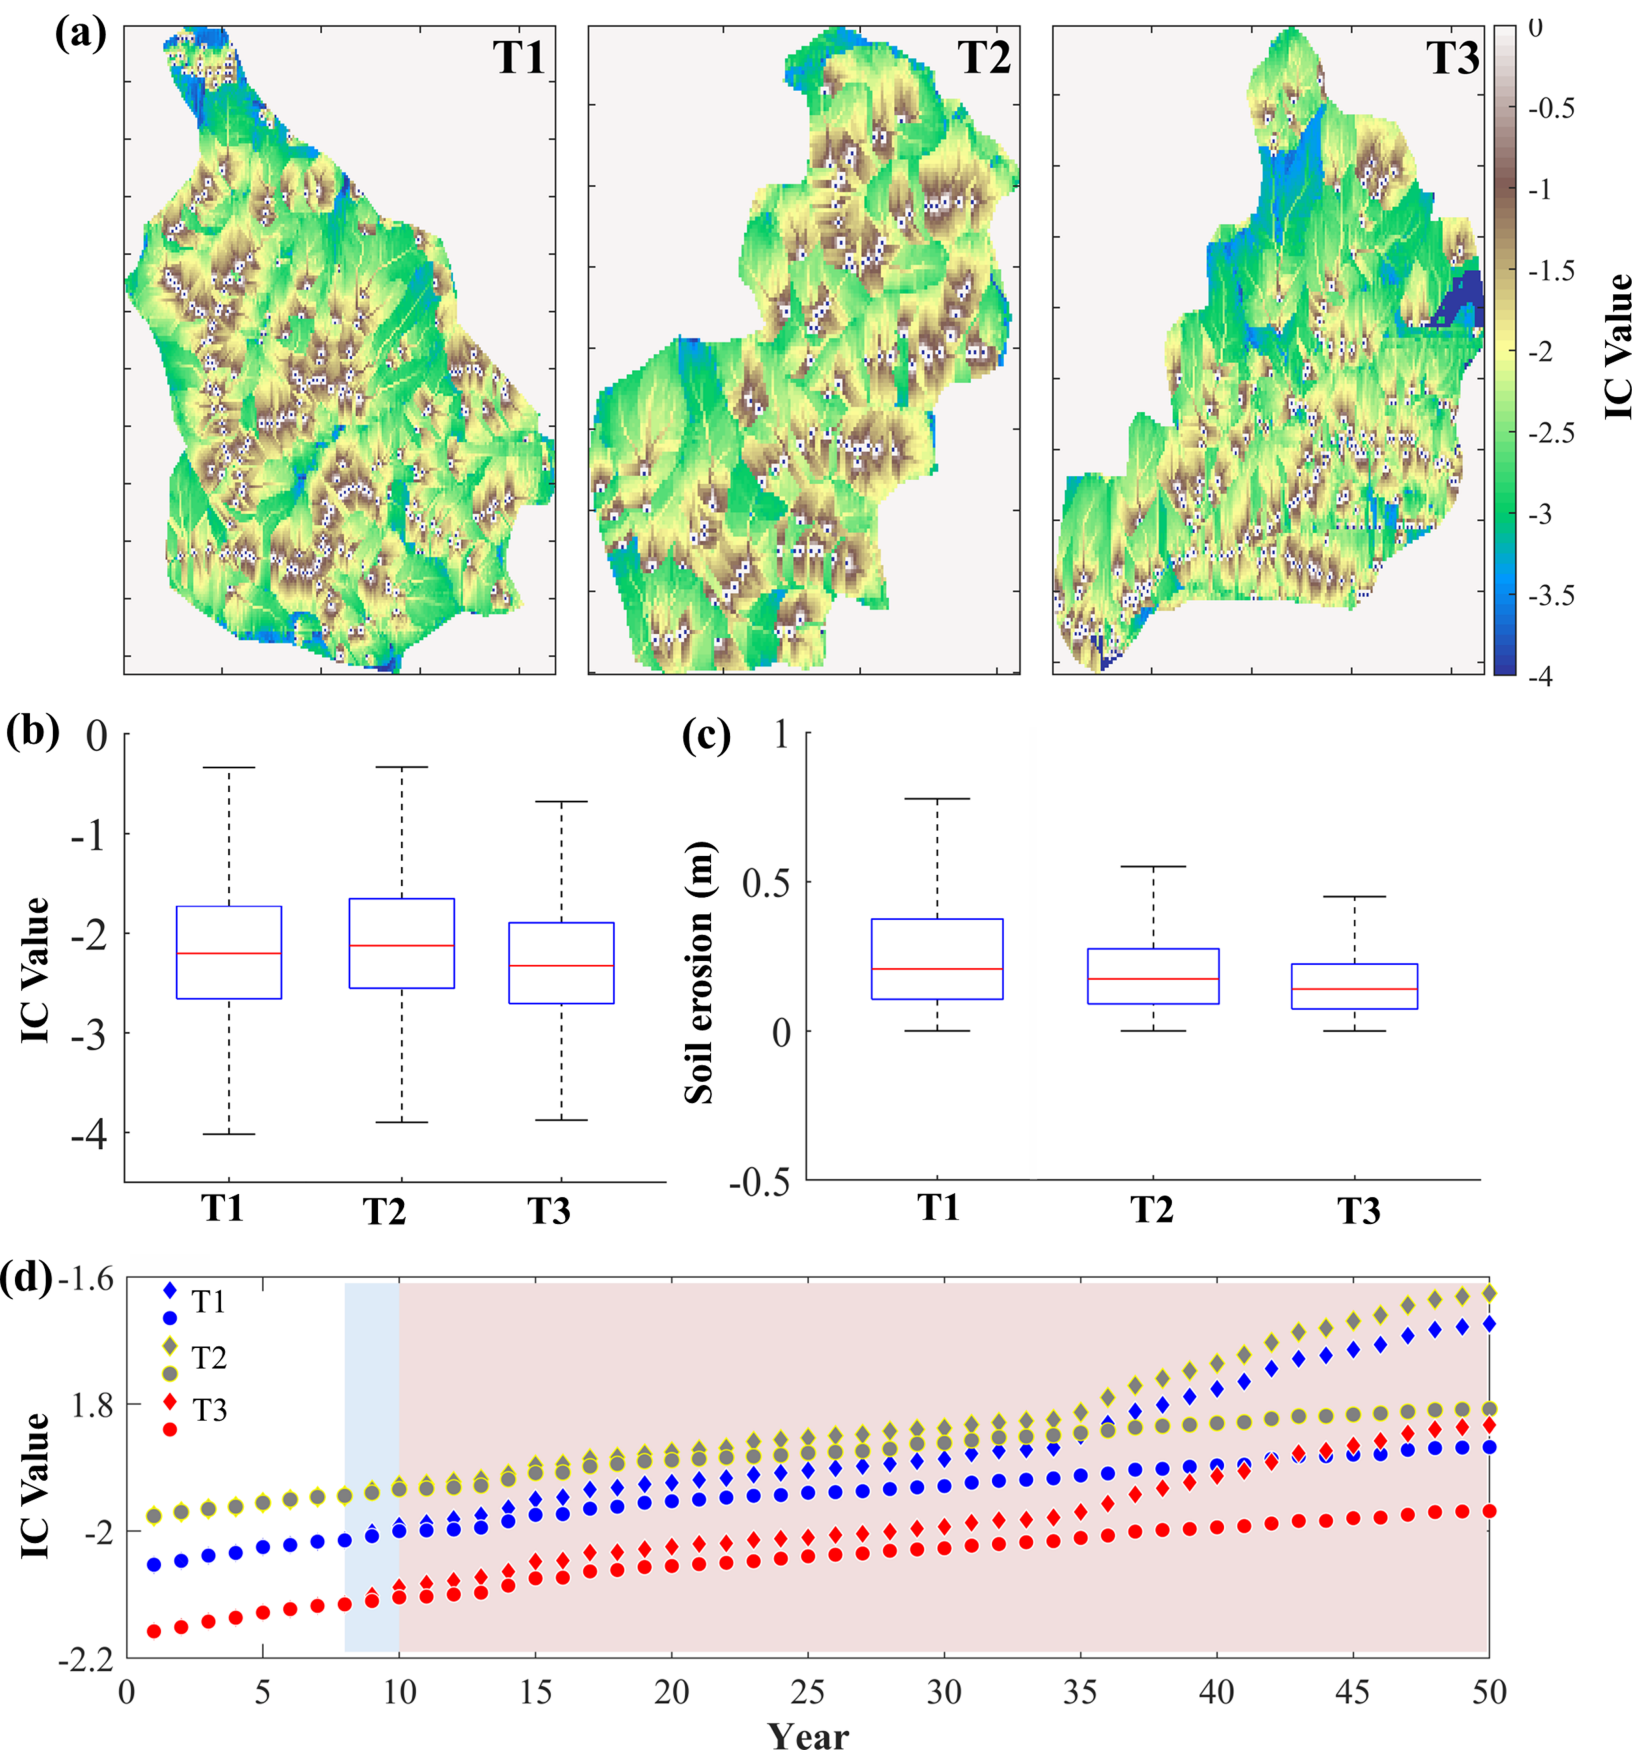 (a)
T1
T2
T3
0
-0.5
-1
-1.5
-2
-2.5
-3
-3.5
-4
IC Value
(b)
0
-1
-2
-3
-4
IC Value
T1
T2
T3
(c)
1
0.5
0
-0.5
Soil erosion (m)
T1
T2
T3
(d)
-1.6
1.8
-2
-2.2
IC Value
T1
T2
T3
0 5 10 15 20 25 30 35 40 45 50
Year